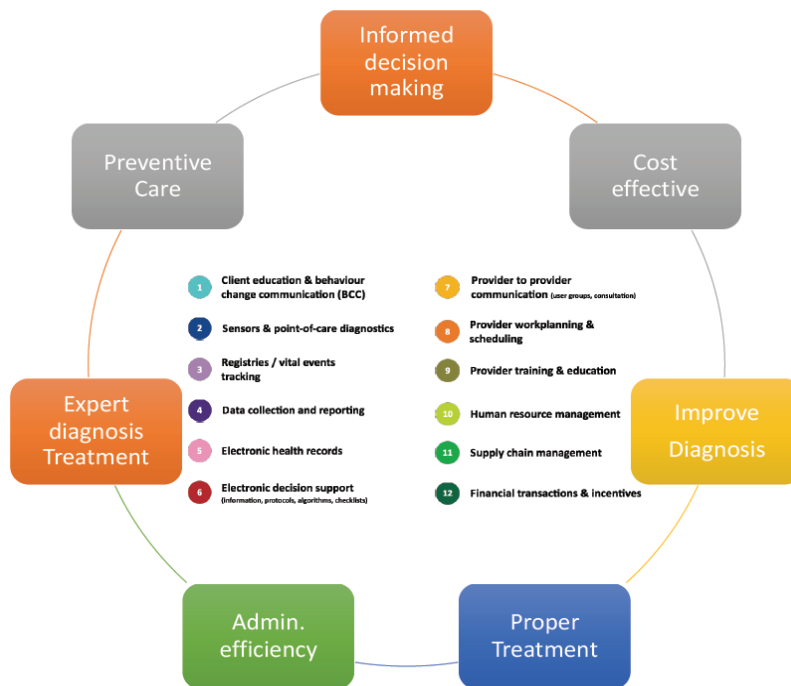 Informed
decision
making
Preventive
Care
Cost
effective
1
Client education & behaviour
change communication (BCC)
2
Sensors & point-of-care diagnostics
3
Registries / vital events
tracking
4
Data collection and reporting
5
Electronic health records
6
Electronic decision support
(information, protocols, algorithms, checklists)
7
Provider to provider
communication (user groups, consultation)
8
Provider workplanning &
scheduling
9
Provider training & education
10
Human resource management
11
Supply chain management
12
Financial transactions & incentives
Expert
diagnosis
Treatment
Improve
Diagnosis
Admin.
efficiency
Proper
Treatment